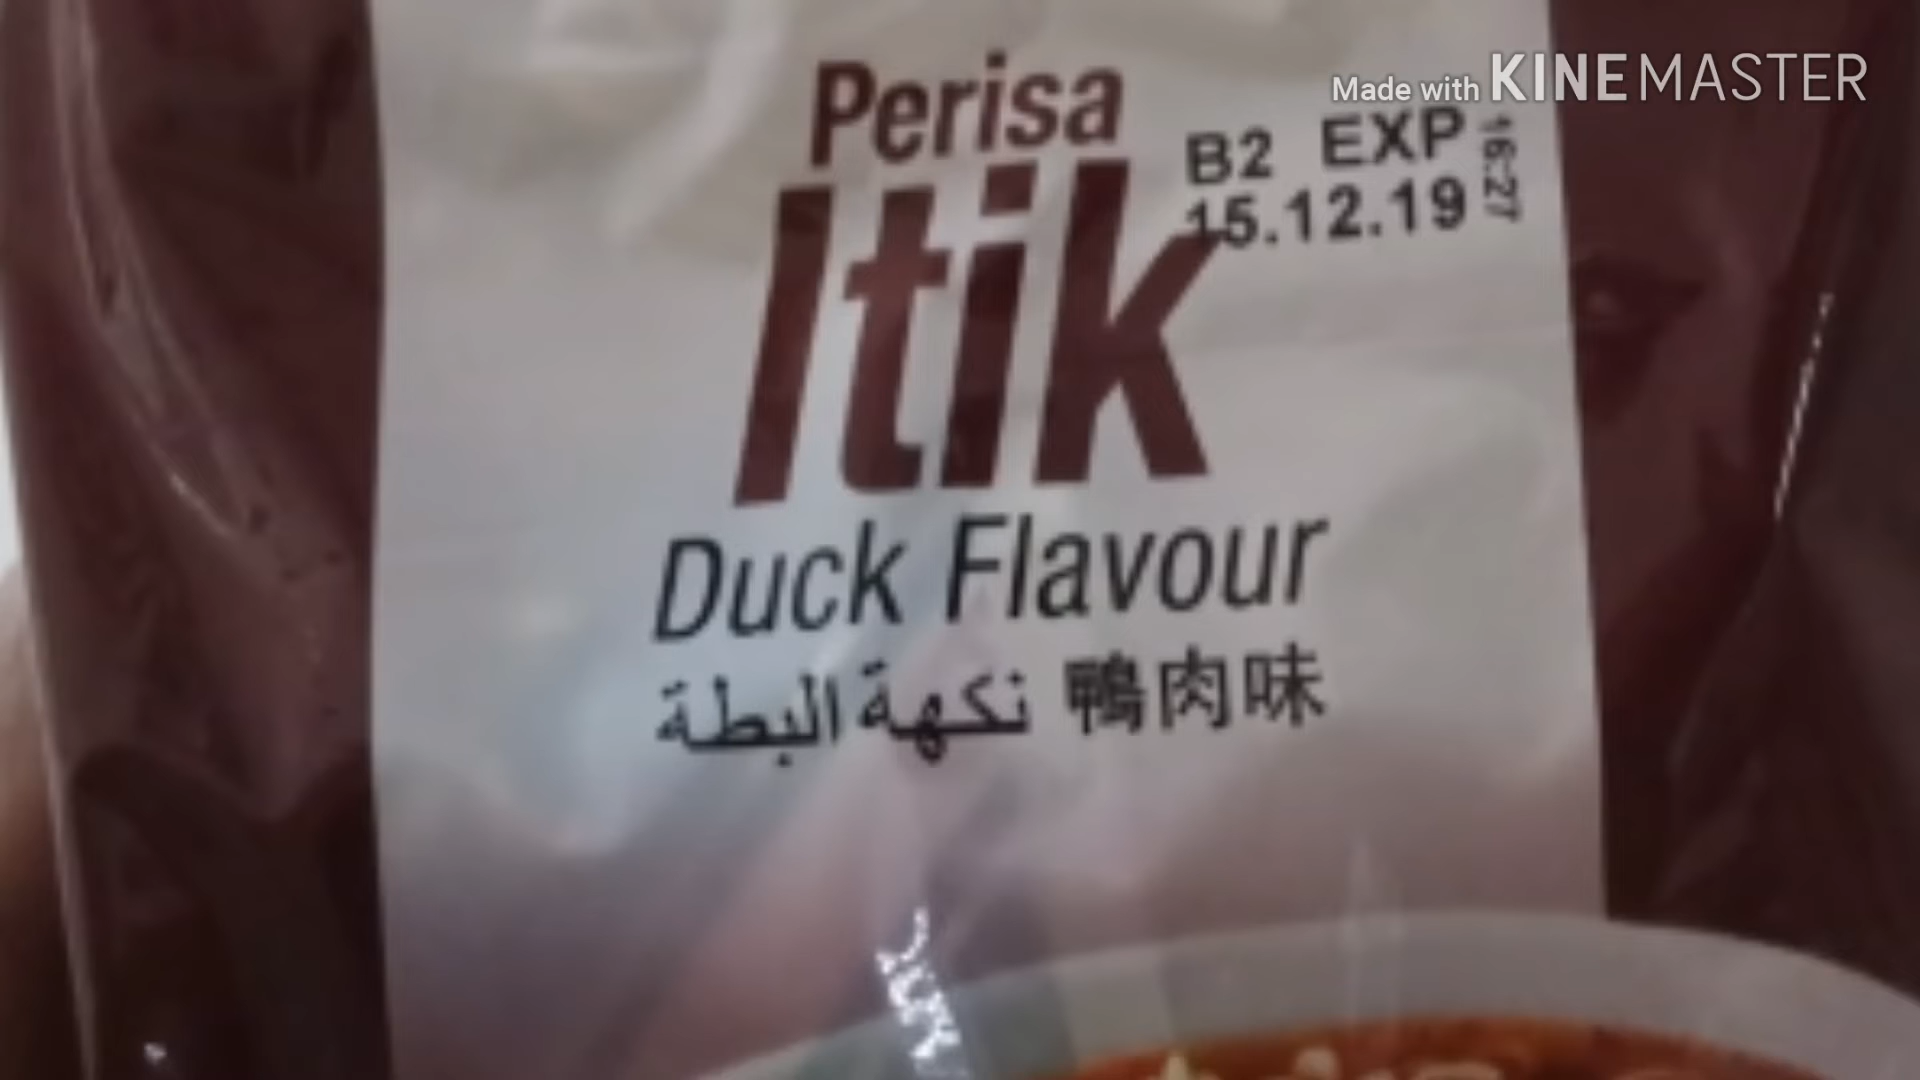 Made with KINEMASTER
Perisa
Itik
B2 EXP
15.12.19
16:27
Duck Flavour
نكهة البطة 鴨肉味